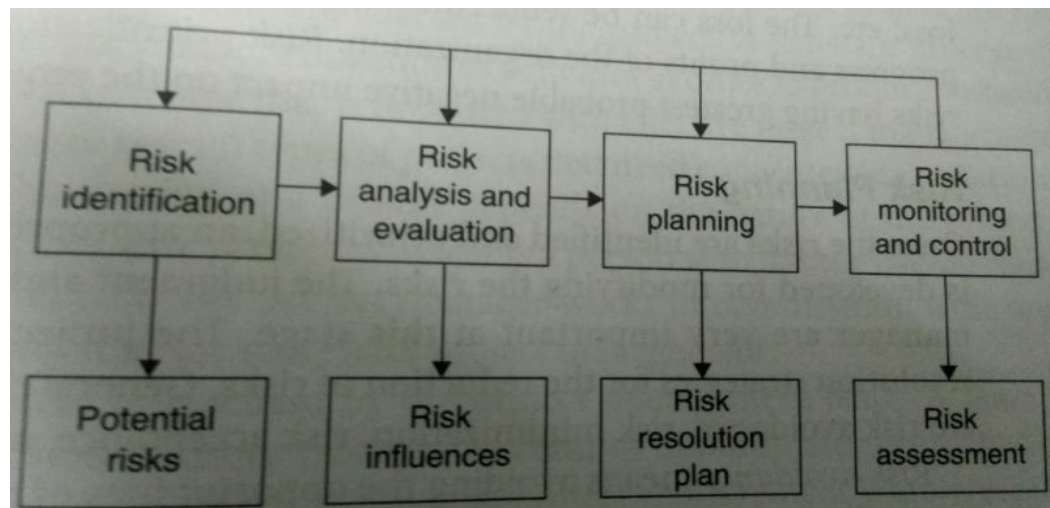 Risk
identification
Risk
analysis and
evaluation
Risk
planning
Risk
monitoring
and control
Potential
risks
Risk
influences
Risk
resolution
plan
Risk
assessment